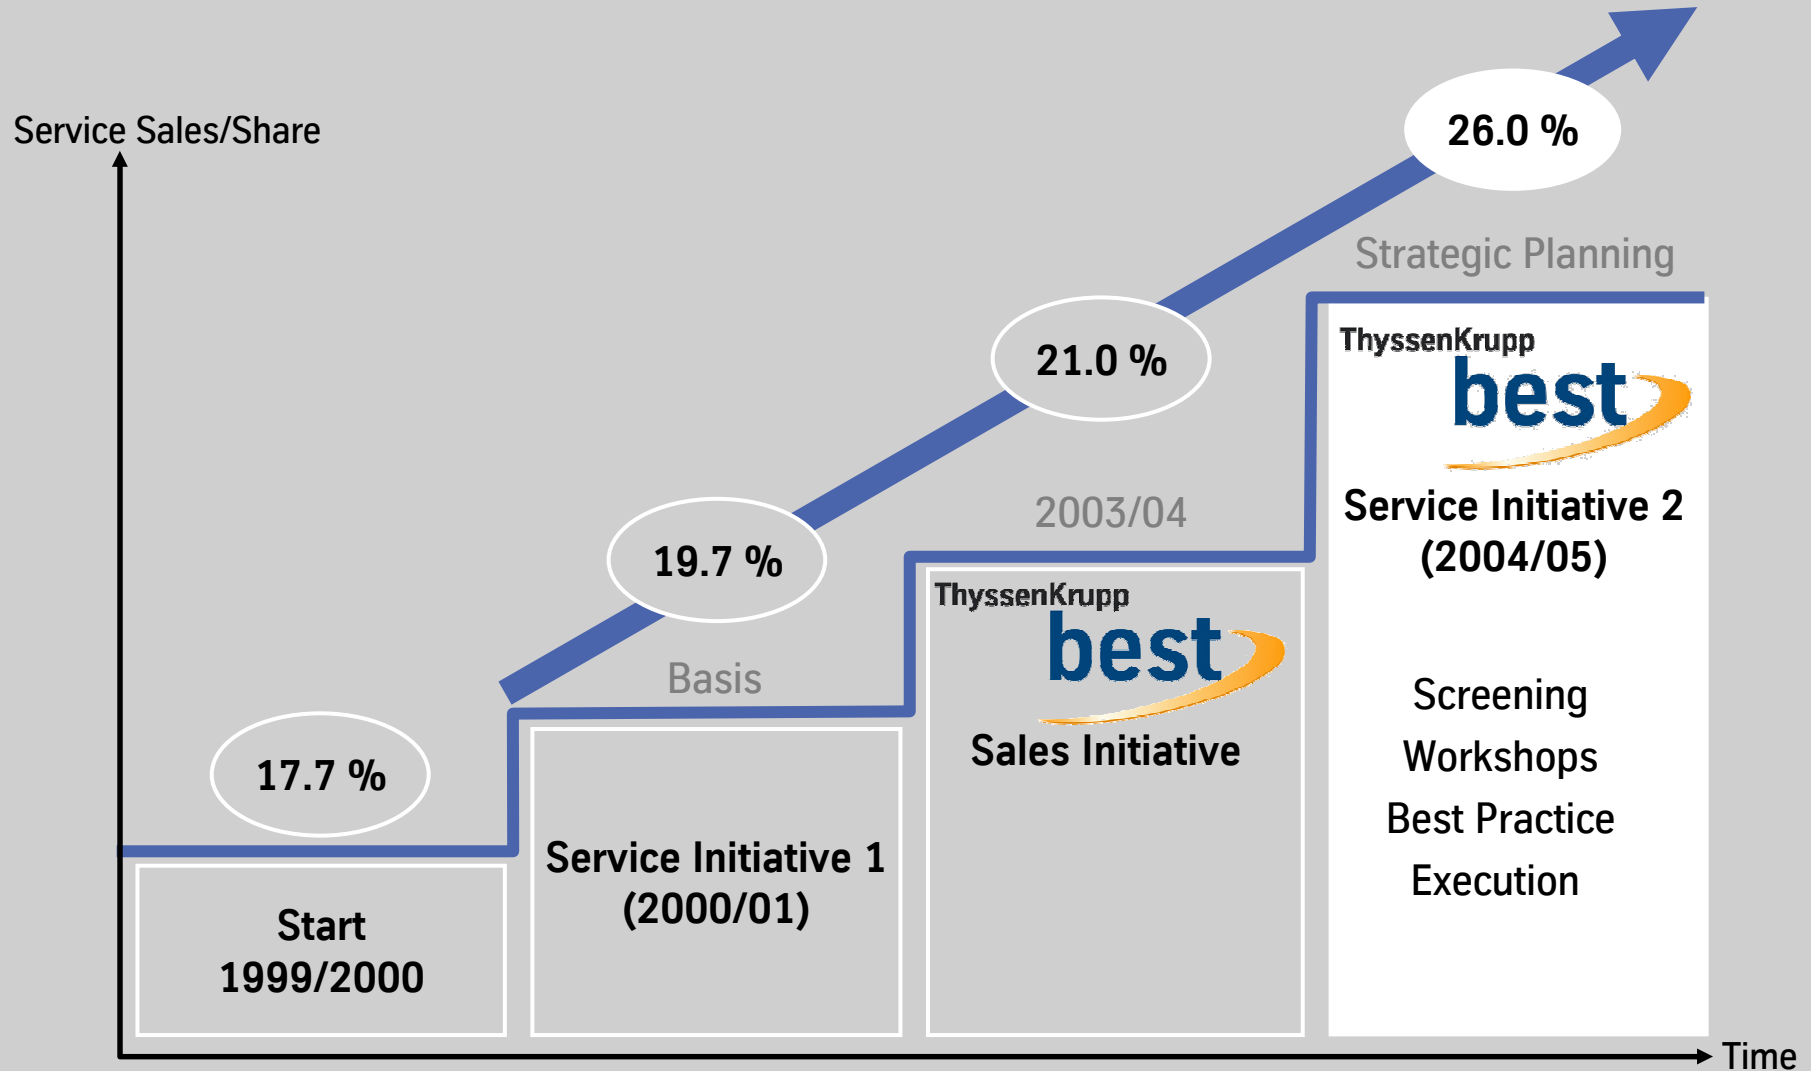 Service Sales/Share
17.7 %
Start
1999/2000
19.7 %
Basis
Service Initiative 1
(2000/01)
21.0 %
2003/04
ThyssenKrupp
best
Sales Initiative
26.0 %
Strategic Planning
ThyssenKrupp
best
Service Initiative 2
(2004/05)
Screening
Workshops
Best Practice
Execution
Time